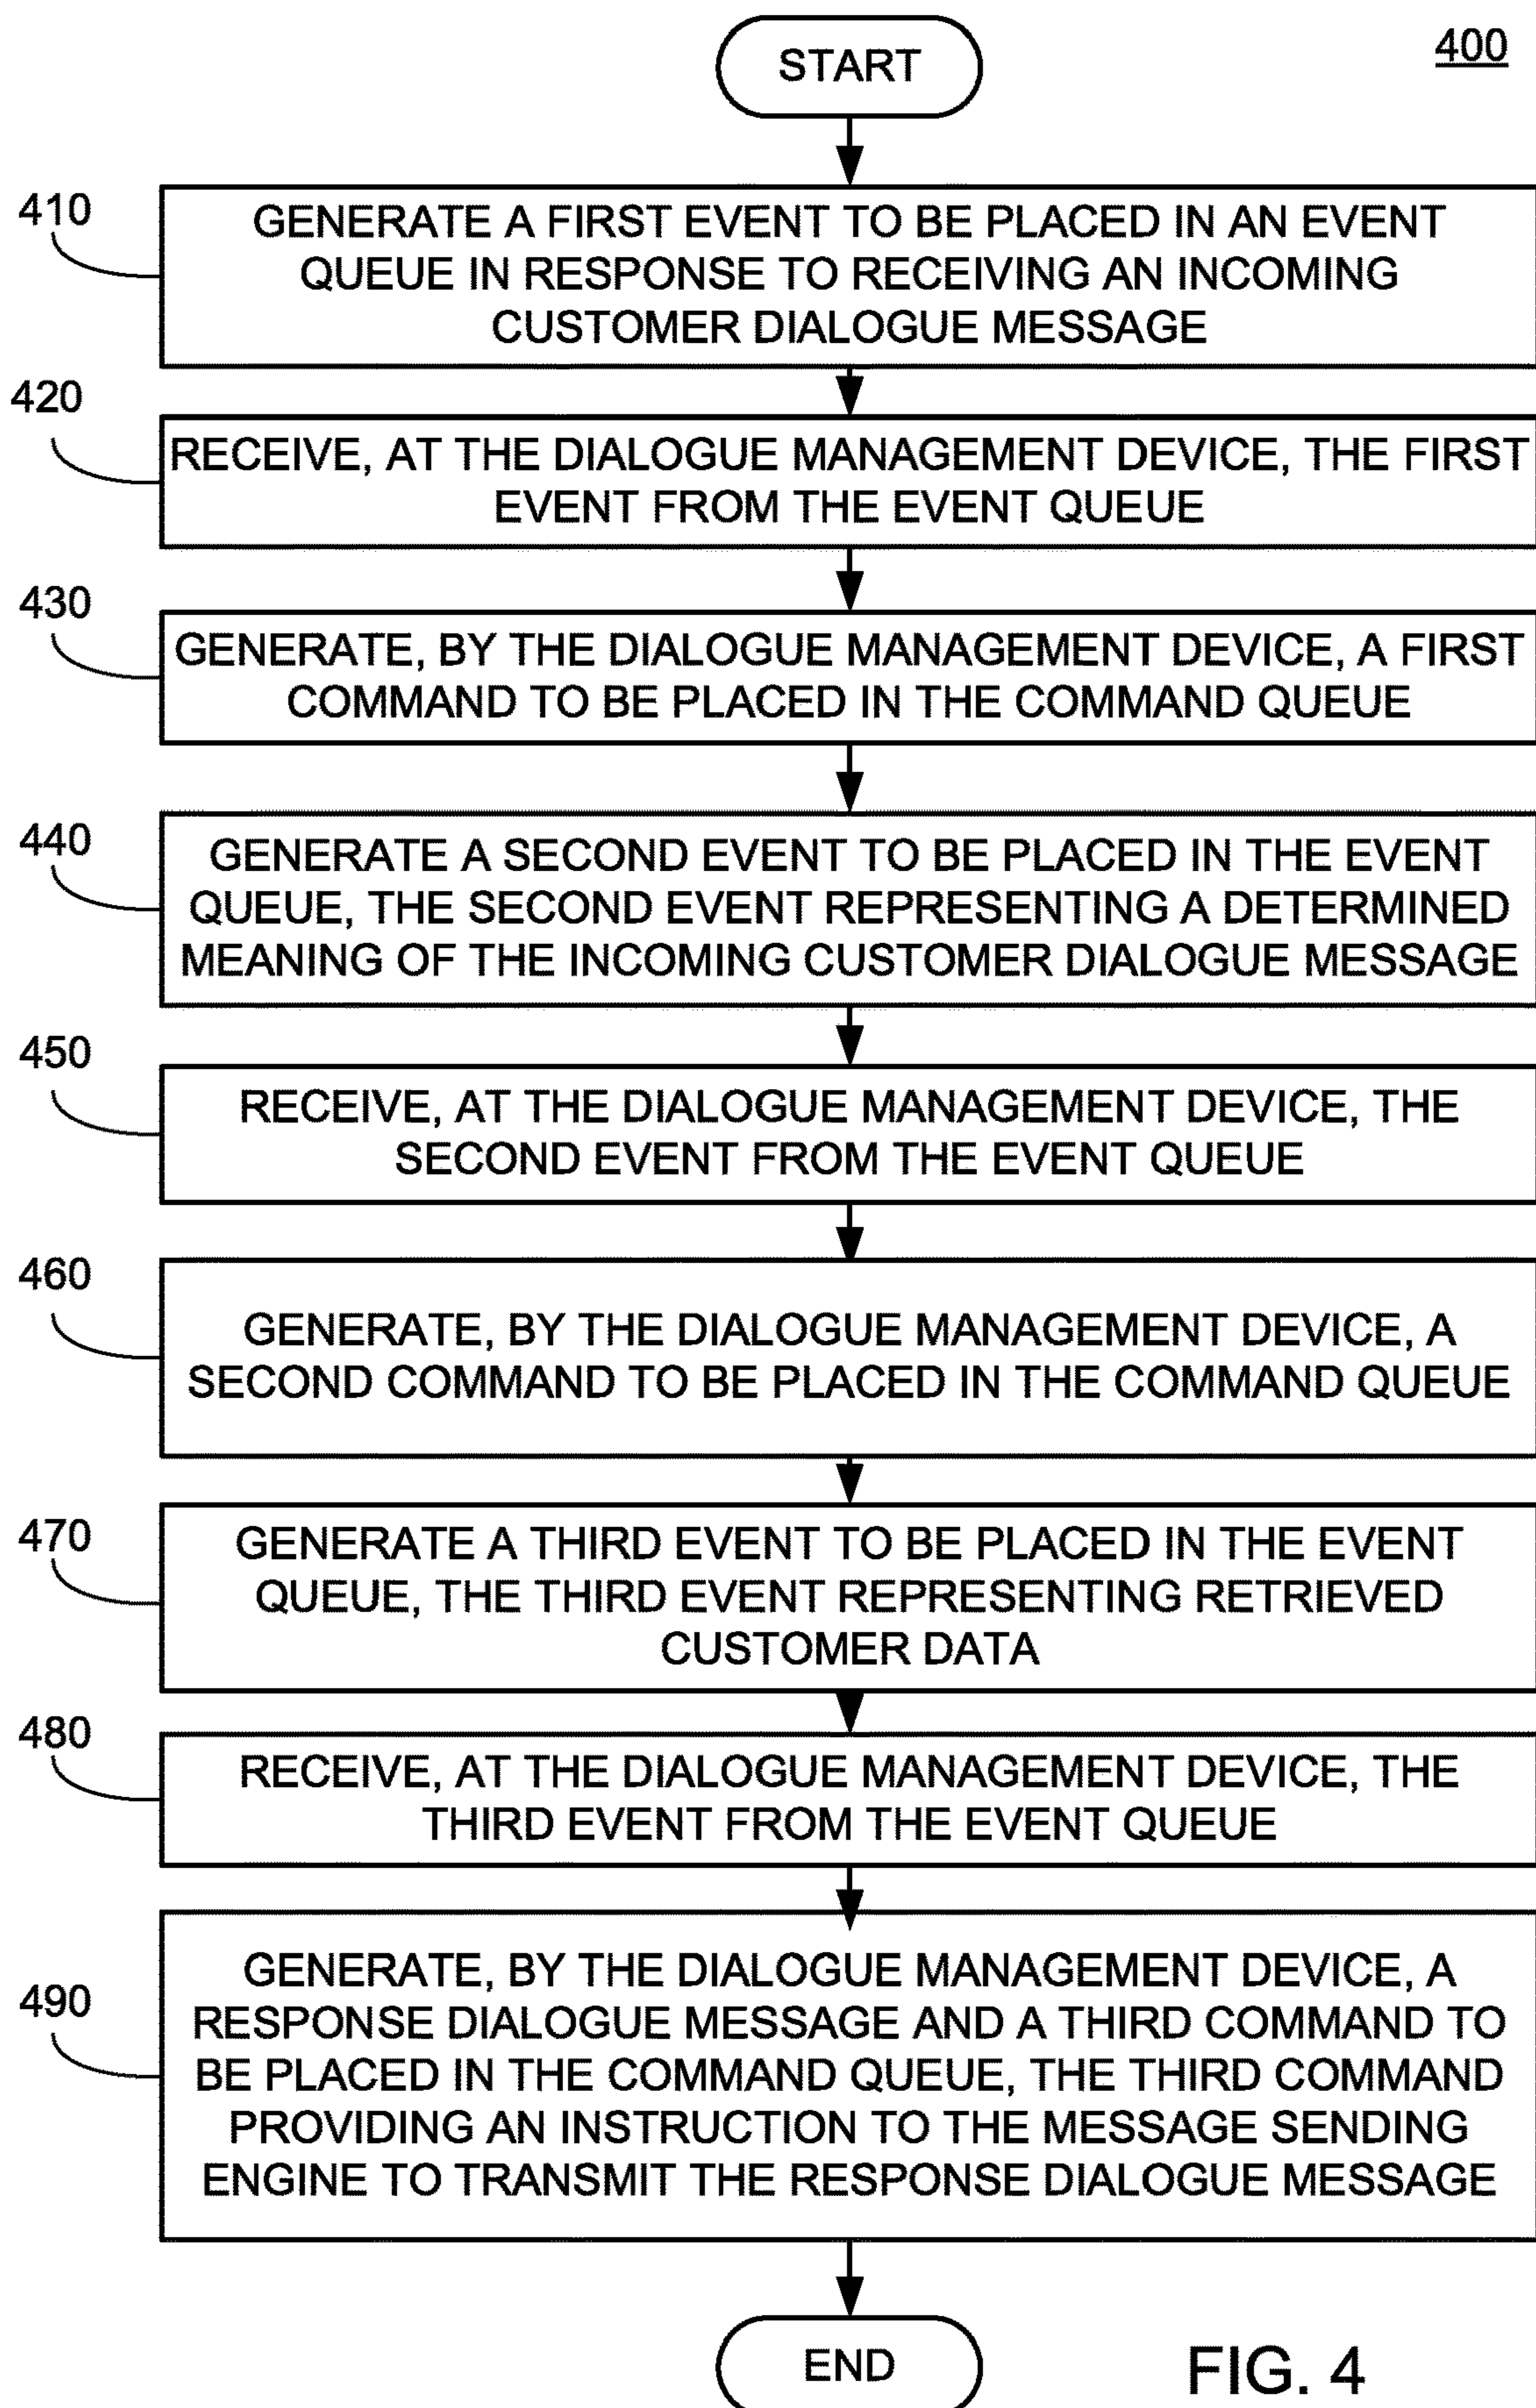 START
400
410
GENERATE A FIRST EVENT TO BE PLACED IN AN EVENT
QUEUE IN RESPONSE TO RECEIVING AN INCOMING
CUSTOMER DIALOGUE MESSAGE
420
RECEIVE, AT THE DIALOGUE MANAGEMENT DEVICE, THE FIRST
EVENT FROM THE EVENT QUEUE
430
GENERATE, BY THE DIALOGUE MANAGEMENT DEVICE, A FIRST
COMMAND TO BE PLACED IN THE COMMAND QUEUE
440
GENERATE A SECOND EVENT TO BE PLACED IN THE EVENT
QUEUE, THE SECOND EVENT REPRESENTING A DETERMINED
MEANING OF THE INCOMING CUSTOMER DIALOGUE MESSAGE
450
RECEIVE, AT THE DIALOGUE MANAGEMENT DEVICE, THE
SECOND EVENT FROM THE EVENT QUEUE
460
GENERATE, BY THE DIALOGUE MANAGEMENT DEVICE, A
SECOND COMMAND TO BE PLACED IN THE COMMAND QUEUE
470
GENERATE A THIRD EVENT TO BE PLACED IN THE EVENT
QUEUE, THE THIRD EVENT REPRESENTING RETRIEVED
CUSTOMER DATA
480
RECEIVE, AT THE DIALOGUE MANAGEMENT DEVICE, THE
THIRD EVENT FROM THE EVENT QUEUE
490
GENERATE, BY THE DIALOGUE MANAGEMENT DEVICE, A
RESPONSE DIALOGUE MESSAGE AND A THIRD COMMAND TO
BE PLACED IN THE COMMAND QUEUE, THE THIRD COMMAND
PROVIDING AN INSTRUCTION TO THE MESSAGE SENDING
ENGINE TO TRANSMIT THE RESPONSE DIALOGUE MESSAGE
END
FIG. 4